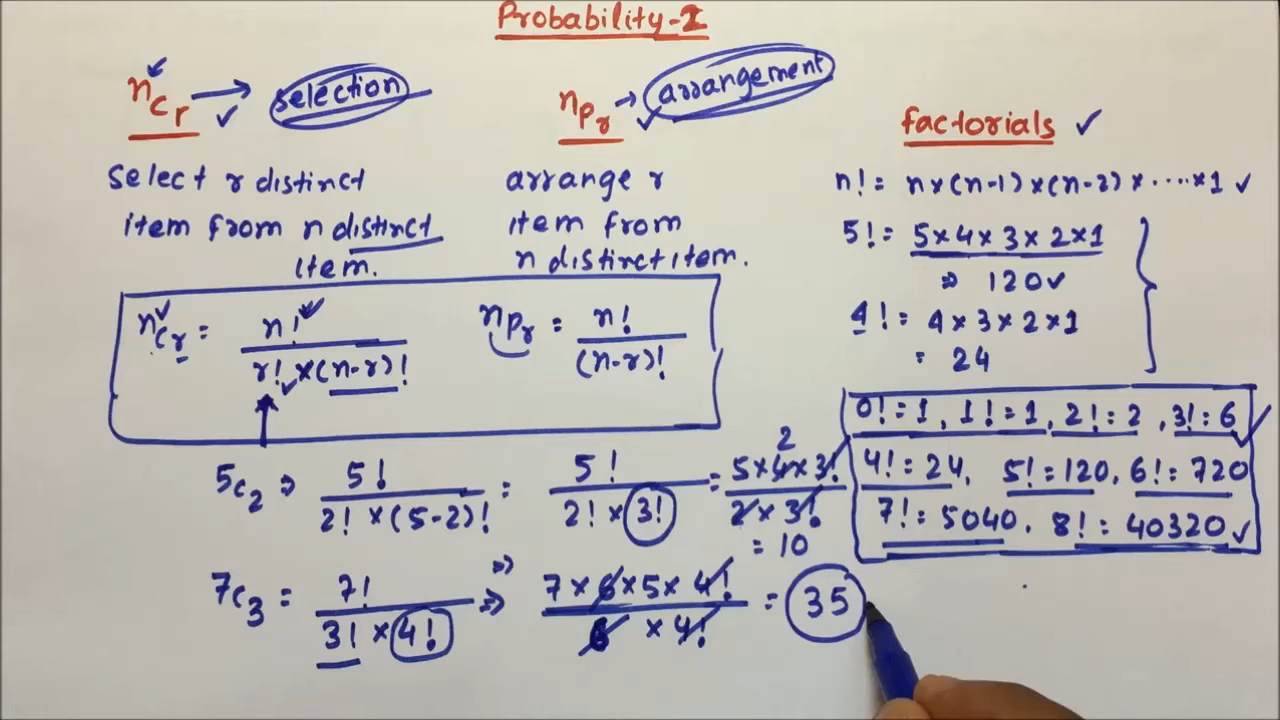 Probability-I
nCr → selection
select r distinct
item from n distinct
item.
nCr = n! / r! × (n-r)!
nPr → arrangement
arrange r
item from
n distinct item.
nPr = n! / (n-r)!
factorials
n! = n×(n-1)×(n-2)×.....×1
5! = 5×4×3×2×1
⇒ 120
4! = 4×3×2×1
= 24
0! = 1, 1! = 1, 2! = 2, 3! = 6
4! = 24, 5! = 120, 6! = 720
7! = 5040, 8! = 40320
5C2 ⇒ 5! / 2! × (5-2)! = 5! / 2! × 3! = 5×4×3! / 2×3!
2
= 10
7C3 = 7! / 3! × 4! ⇒ 7×6×5×4! / 6 × 4! = 35